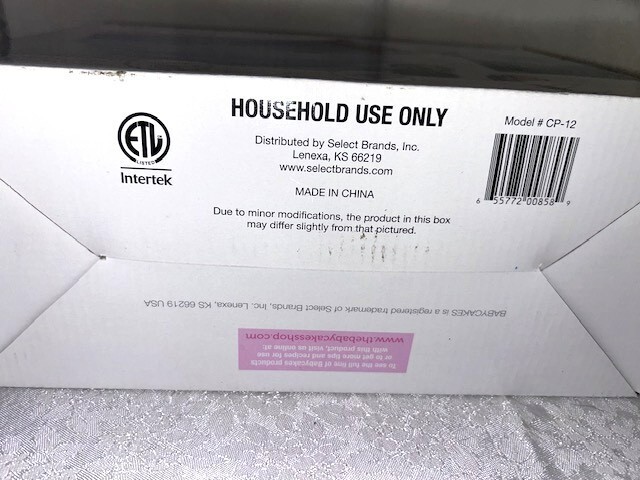 HOUSEHOLD USE ONLY
Model # CP-12
ETL
LISTED
Intertek
Distributed by Select Brands, Inc.
Lenexa, KS 66219
www.selectbrands.com
MADE IN CHINA
Due to minor modifications, the product in this box
may differ slightly from that pictured.
6 55772 00858 9
BABYCAKES is a registered trademark of Select Brands, Inc. Lenexa, KS 66219 USA
To see the full line of Babycakes products
or to get more tips and recipes for use
with this product, visit us online at:
www.thebabycakesshop.com